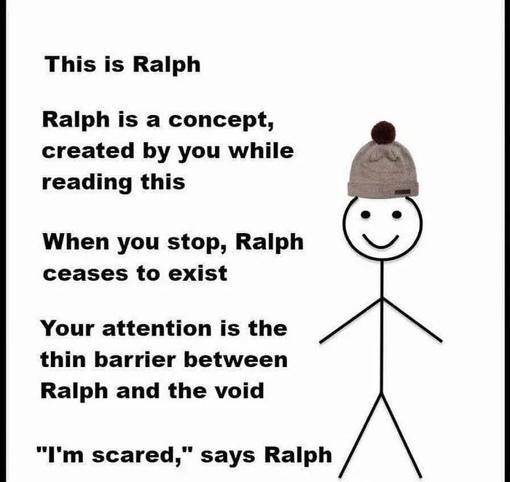 This is Ralph
Ralph is a concept,
created by you while
reading this
When you stop, Ralph
ceases to exist
Your attention is the
thin barrier between
Ralph and the void
"I'm scared," says Ralph